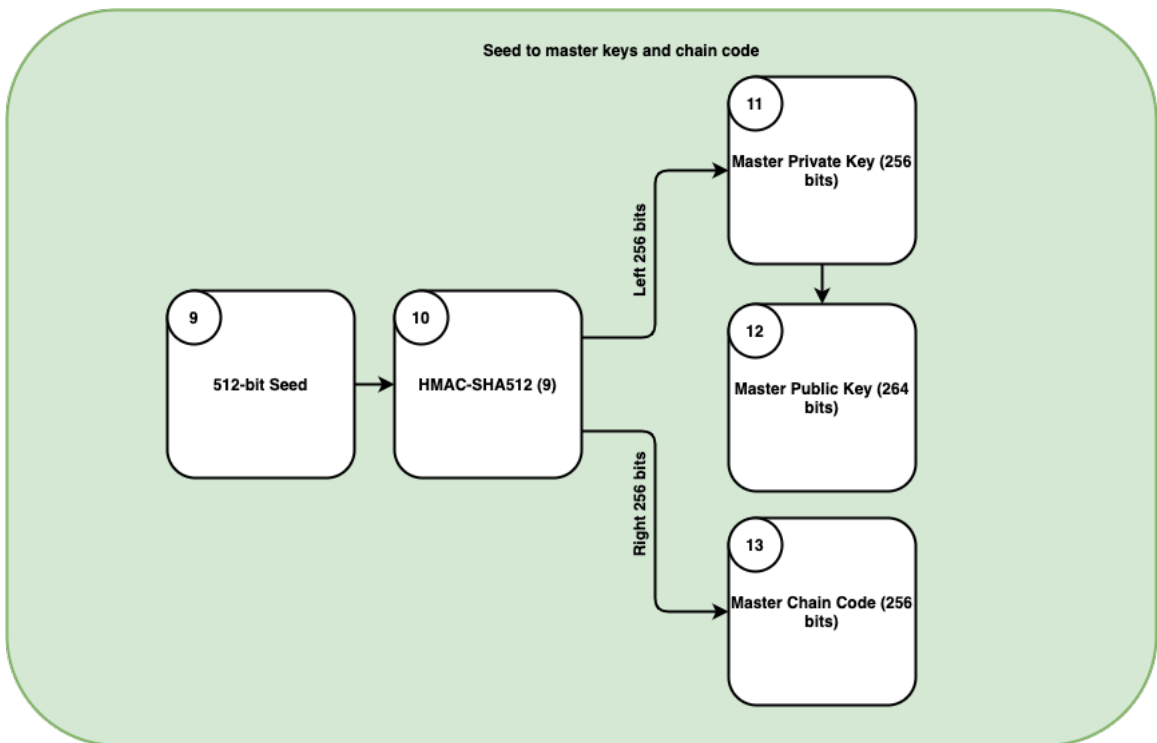 Seed to master keys and chain code
11
Master Private Key (256
bits)
Left 256 bits
9
512-bit Seed
10
HMAC-SHA512 (9)
12
Master Public Key (264
bits)
Right 256 bits
13
Master Chain Code (256
bits)